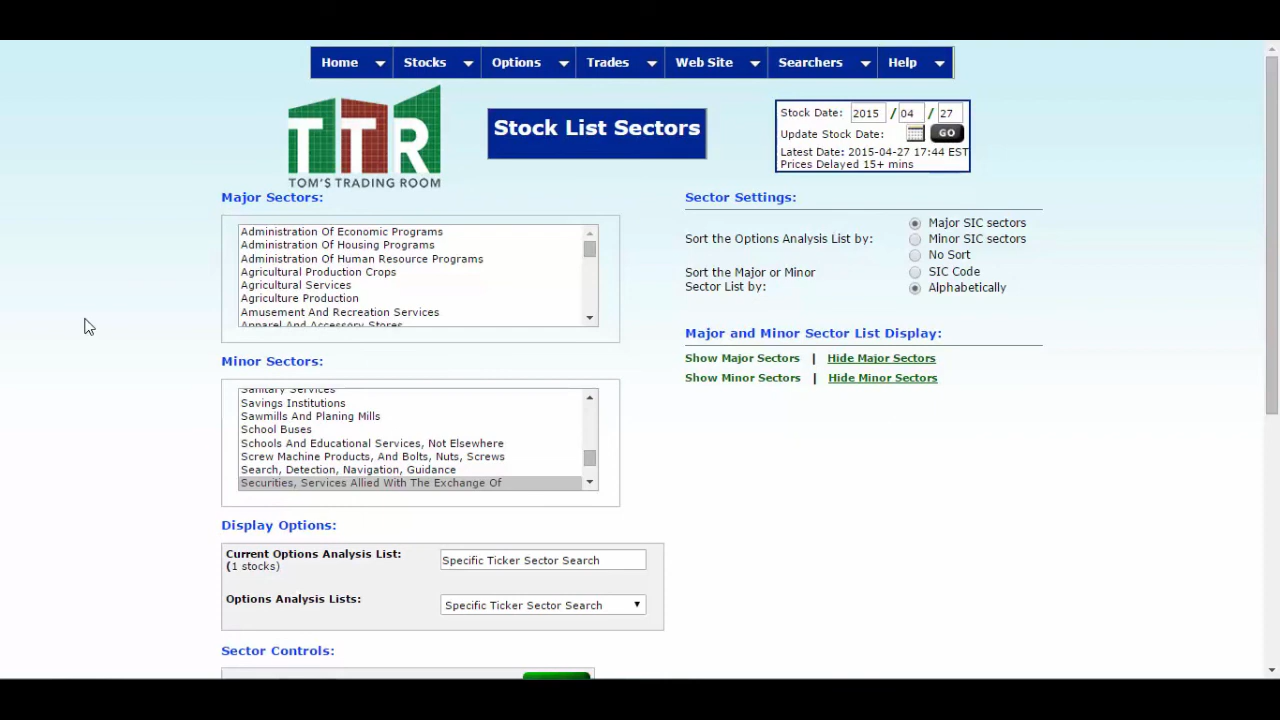 Home Stocks Options Trades Web Site Searchers Help
TTR
TOM'S TRADING ROOM
Stock List Sectors
Stock Date: 2015 / 04 / 27
Update Stock Date: GO
Latest Date: 2015-04-27 17:44 EST
Prices Delayed 15+ mins
Major Sectors:
Administration Of Economic Programs
Administration Of Housing Programs
Administration Of Human Resource Programs
Agricultural Production Crops
Agricultural Services
Agriculture Production
Amusement And Recreation Services
Apparel And Accessory Stores
Sector Settings:
Sort the Options Analysis List by:
Major SIC sectors
Minor SIC sectors
No Sort
Sort the Major or Minor
Sector List by:
SIC Code
Alphabetically
Major and Minor Sector List Display:
Show Major Sectors | Hide Major Sectors
Show Minor Sectors | Hide Minor Sectors
Minor Sectors:
Sanitary Services
Savings Institutions
Sawmills And Planing Mills
School Buses
Schools And Educational Services, Not Elsewhere
Screw Machine Products, And Bolts, Nuts, Screws
Search, Detection, Navigation, Guidance
Securities, Services Allied With The Exchange Of
Display Options:
Current Options Analysis List:
(1 stocks)
Specific Ticker Sector Search
Options Analysis Lists:
Specific Ticker Sector Search
Sector Controls: